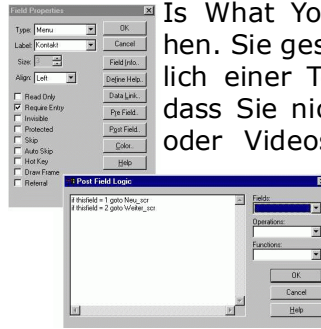 Field Properties
Type: Menu
OK
Label: Kontakt
Cancel
Size: 3
Field Info..
Align: Left
Define Help..
Read Only
Data Link..
Require Entry
Invisible
Pre Field..
Protected
Post Field..
Skip
Auto Skip
Color..
Hot Key
Help
Draw Frame
Referral
Is What Yo
hen. Sie ges
lich einer T
dass Sie nic
oder Videos
Post Field Logic
if thisfield = 1 goto Neu_scr
if thisfield = 2 goto Weiter_scr
Fields:
Operations:
Functions:
OK
Cancel
Help